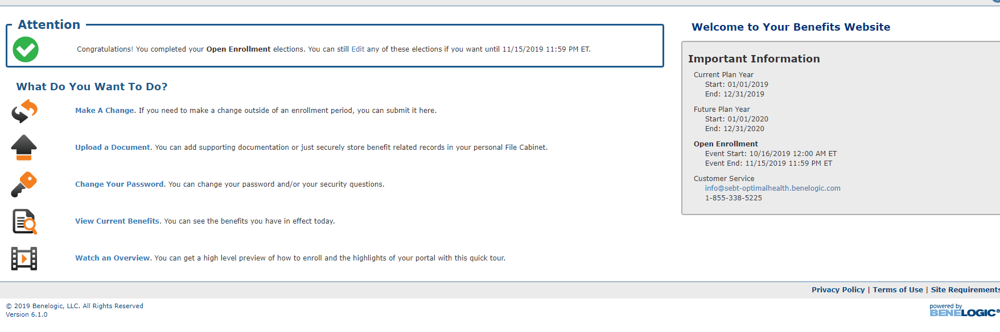 Attention
Congratulations! You completed your Open Enrollment elections. You can still Edit any of these elections if you want until 11/15/2019 11:59 PM ET.
What Do You Want To Do?
Make A Change. If you need to make a change outside of an enrollment period, you can submit it here.
Upload a Document. You can add supporting documentation or just securely store benefit related records in your personal File Cabinet.
Change Your Password. You can change your password and/or your security questions.
View Current Benefits. You can see the benefits you have in effect today.
Watch an Overview. You can get a high level preview of how to enroll and the highlights of your portal with this quick tour.
Welcome to Your Benefits Website
Important Information
Current Plan Year
Start: 01/01/2019
End: 12/31/2019
Future Plan Year
Start: 01/01/2020
End: 12/31/2020
Open Enrollment
Event Start: 10/16/2019 12:00 AM ET
Event End: 11/15/2019 11:59 PM ET
Customer Service
info@sebt-optimalhealth.benelogic.com
1-855-338-5225
Privacy Policy | Terms of Use | Site Requirements
© 2019 Benelogic, LLC. All Rights Reserved
Version 6.1.0
powered by
BENELOGIC®